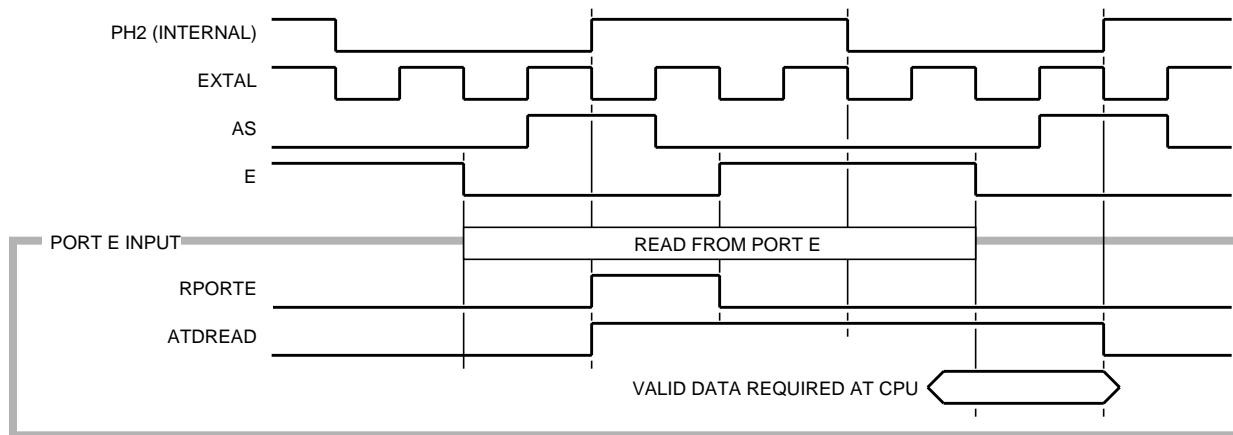 PH2 (INTERNAL)
EXTAL
AS
E
PORT E INPUT
READ FROM PORT E
RPORTE
ATDREAD
VALID DATA REQUIRED AT CPU